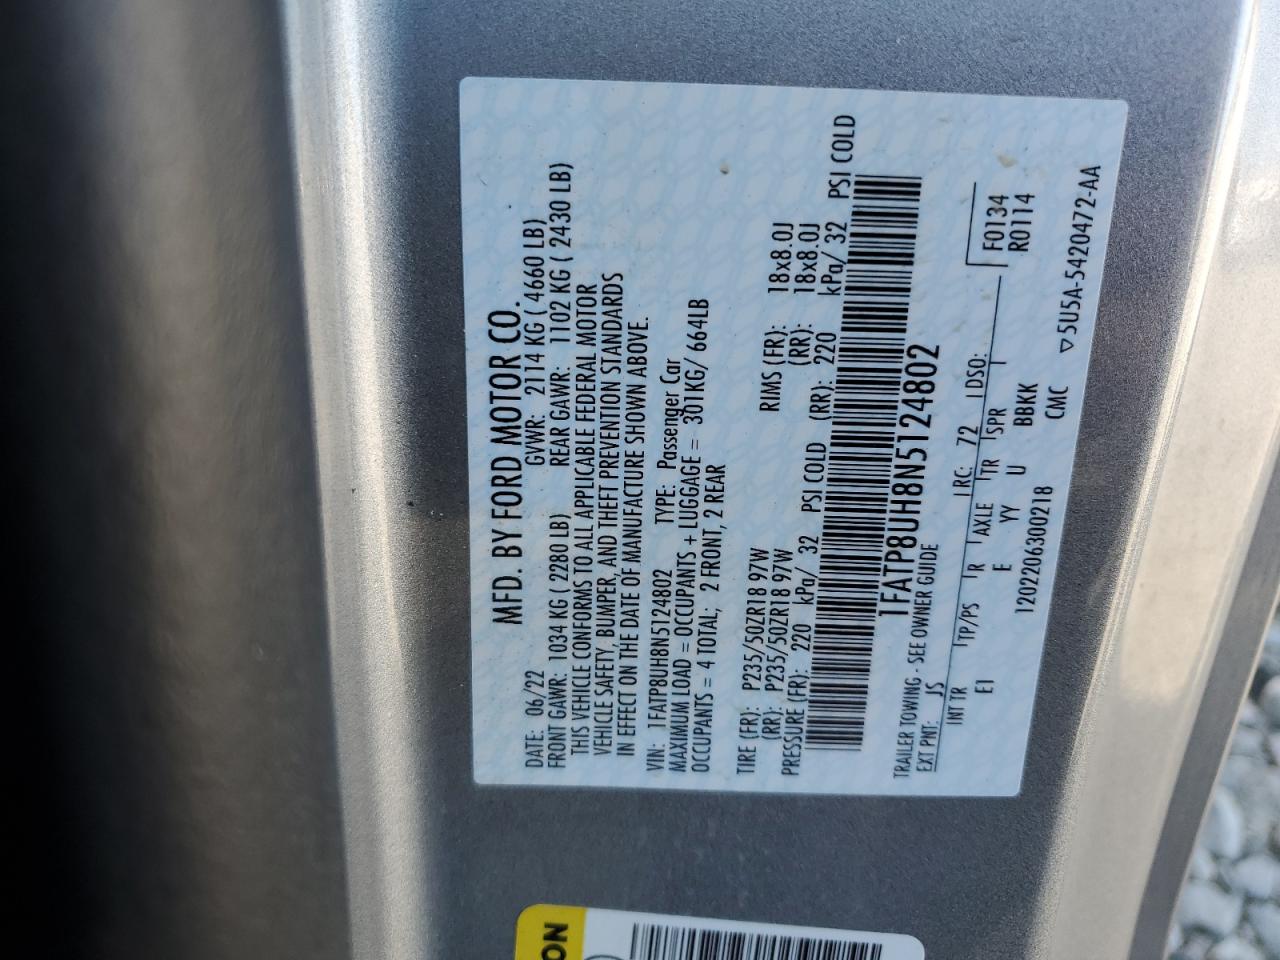 MFD. BY FORD MOTOR CO.
DATE: 06/22 GVWR: 2114 KG ( 4660 LB)
FRONT GAWR: 1034 KG ( 2280 LB) REAR GAWR: 1102 KG ( 2430 LB)
THIS VEHICLE CONFORMS TO ALL APPLICABLE FEDERAL MOTOR
VEHICLE SAFETY, BUMPER, AND THEFT PREVENTION STANDARDS
IN EFFECT ON THE DATE OF MANUFACTURE SHOWN ABOVE.
VIN: 1FATP8UH8N5124802 TYPE: Passenger Car
MAXIMUM LOAD = OCCUPANTS + LUGGAGE = 301KG/ 664LB
OCCUPANTS = 4 TOTAL; 2 FRONT, 2 REAR
TIRE (FR): P235/50ZR18 97W RIMS (FR): 18x8.0J
(RR): P235/50ZR18 97W (RR): 18x8.0J
PRESSURE (FR): 220 kPa/ 32 PSI COLD (RR): 220 kPa/ 32 PSI COLD
1FATP8UH8N5124802
TRAILER TOWING - SEE OWNER GUIDE
EXT PNT: JS RC: 72 DSO:
INT TR TP/PS R AXLE TR SPR F0134
EI E YY U BBKK R0114
1202206300218 CMC
▽5U5A-5420472-AA
ON